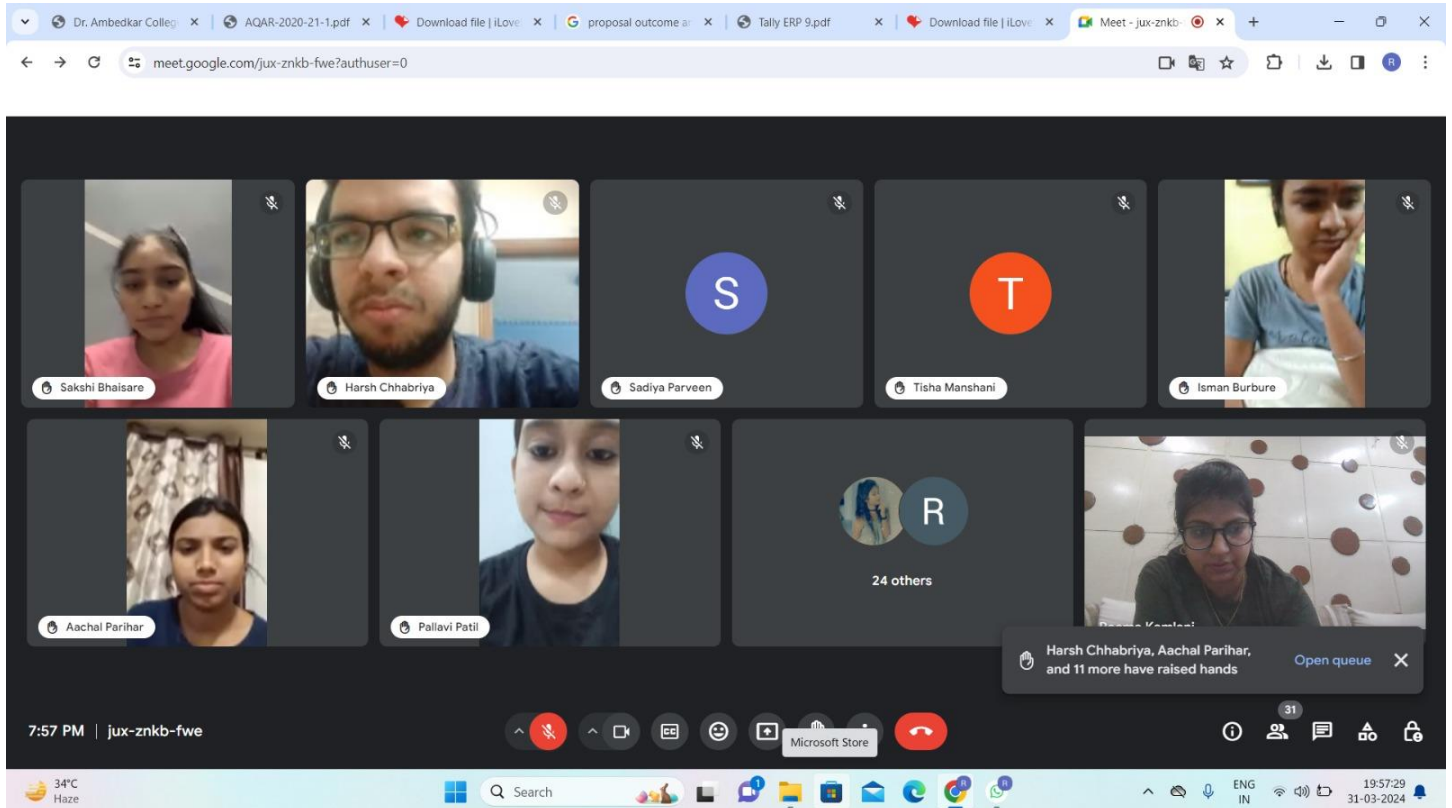 Dr. Ambedkar Colleg
AQAR-2020-21-1.pdf
Download file | iLove
proposal outcome ar
Tally ERP 9.pdf
Download file | iLove
Meet - jux-znkb-
meet.google.com/jux-znkb-fwe?authuser=0
R
S
T
Sakshi Bhaisare
Harsh Chhabriya
Sadiya Parveen
Tisha Manshani
Isman Burbure
R
24 others
Aachal Parihar
Pallavi Patil
Harsh Chhabriya, Aachal Parihar,
and 11 more have raised hands
Open queue
7:57 PM | jux-znkb-fwe
CC
Microsoft Store
31
34°C
Haze
Search
1
R
R
ENG
IN
19:57:29
31-03-2024